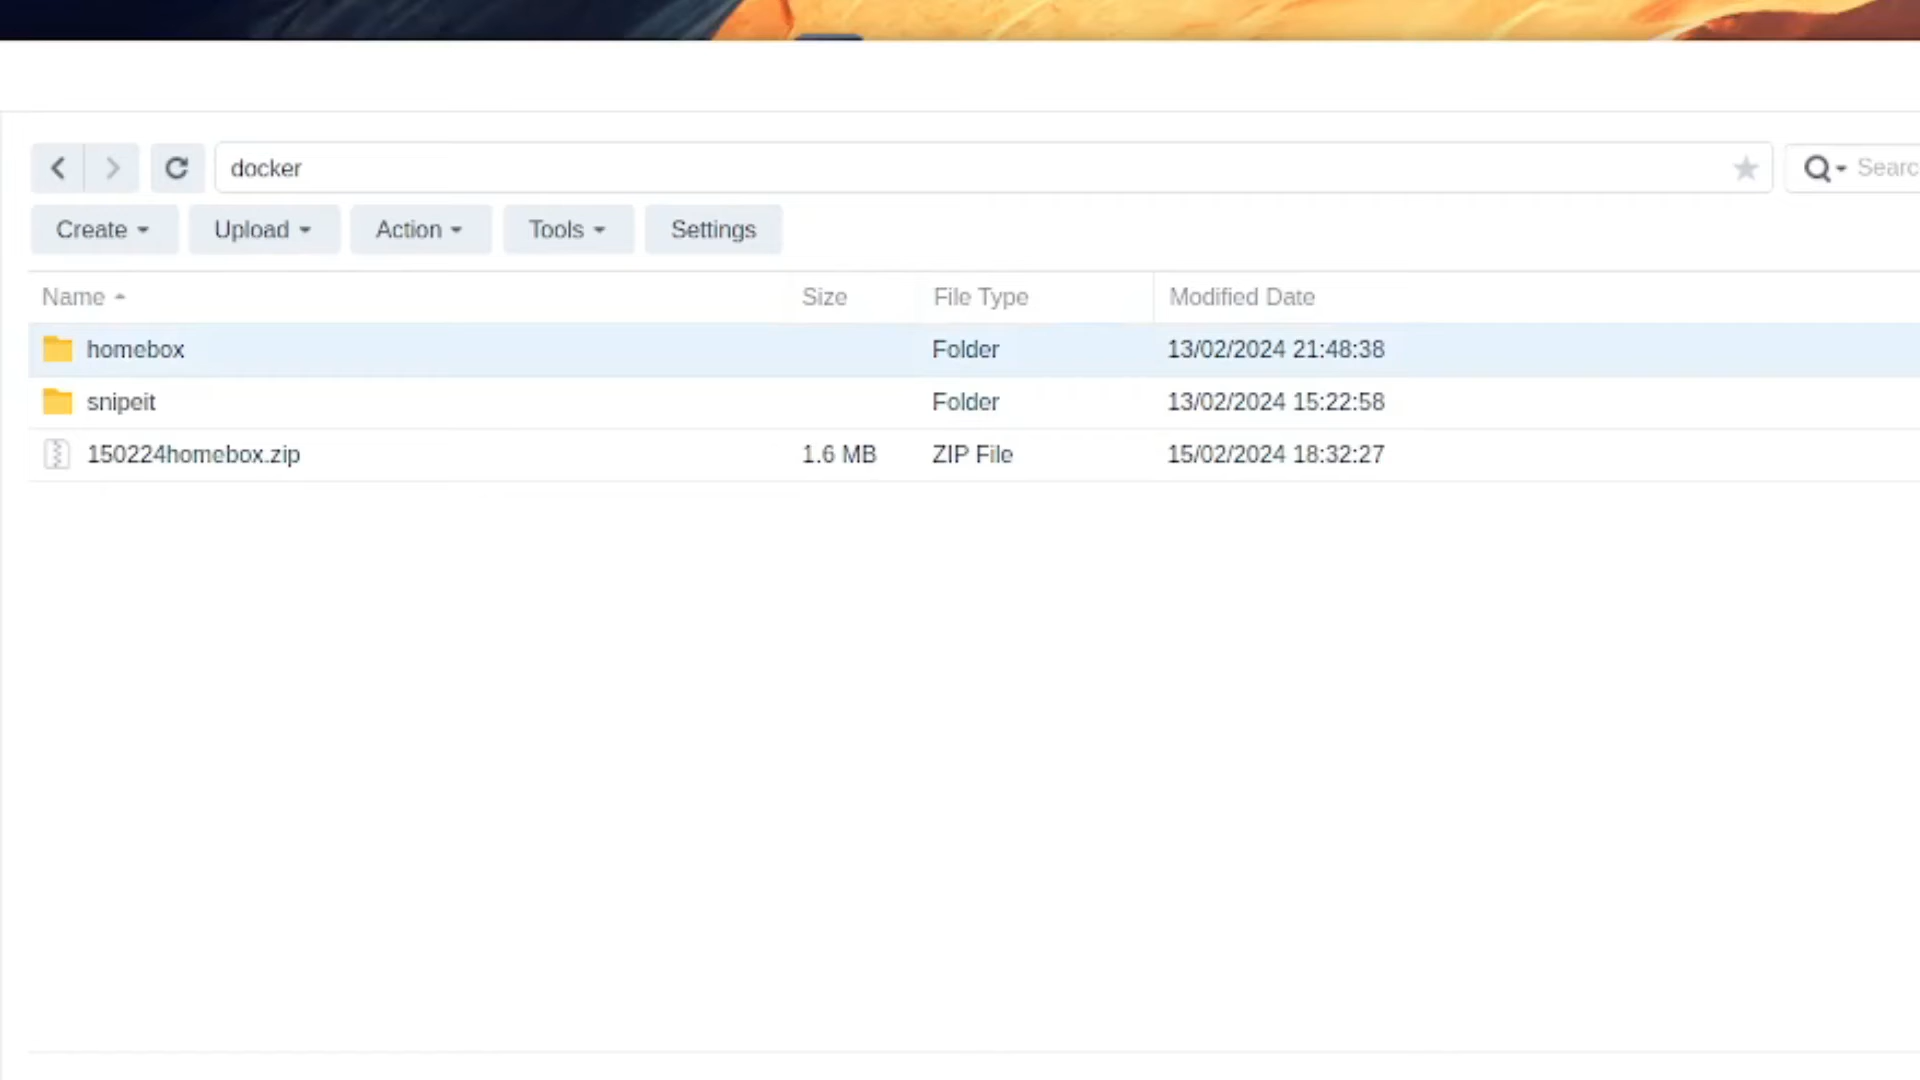 docker
Searc
Create Upload Action Tools Settings
Name Size File Type Modified Date
homebox Folder 13/02/2024 21:48:38
snipeit Folder 13/02/2024 15:22:58
150224homebox.zip 1.6 MB ZIP File 15/02/2024 18:32:27